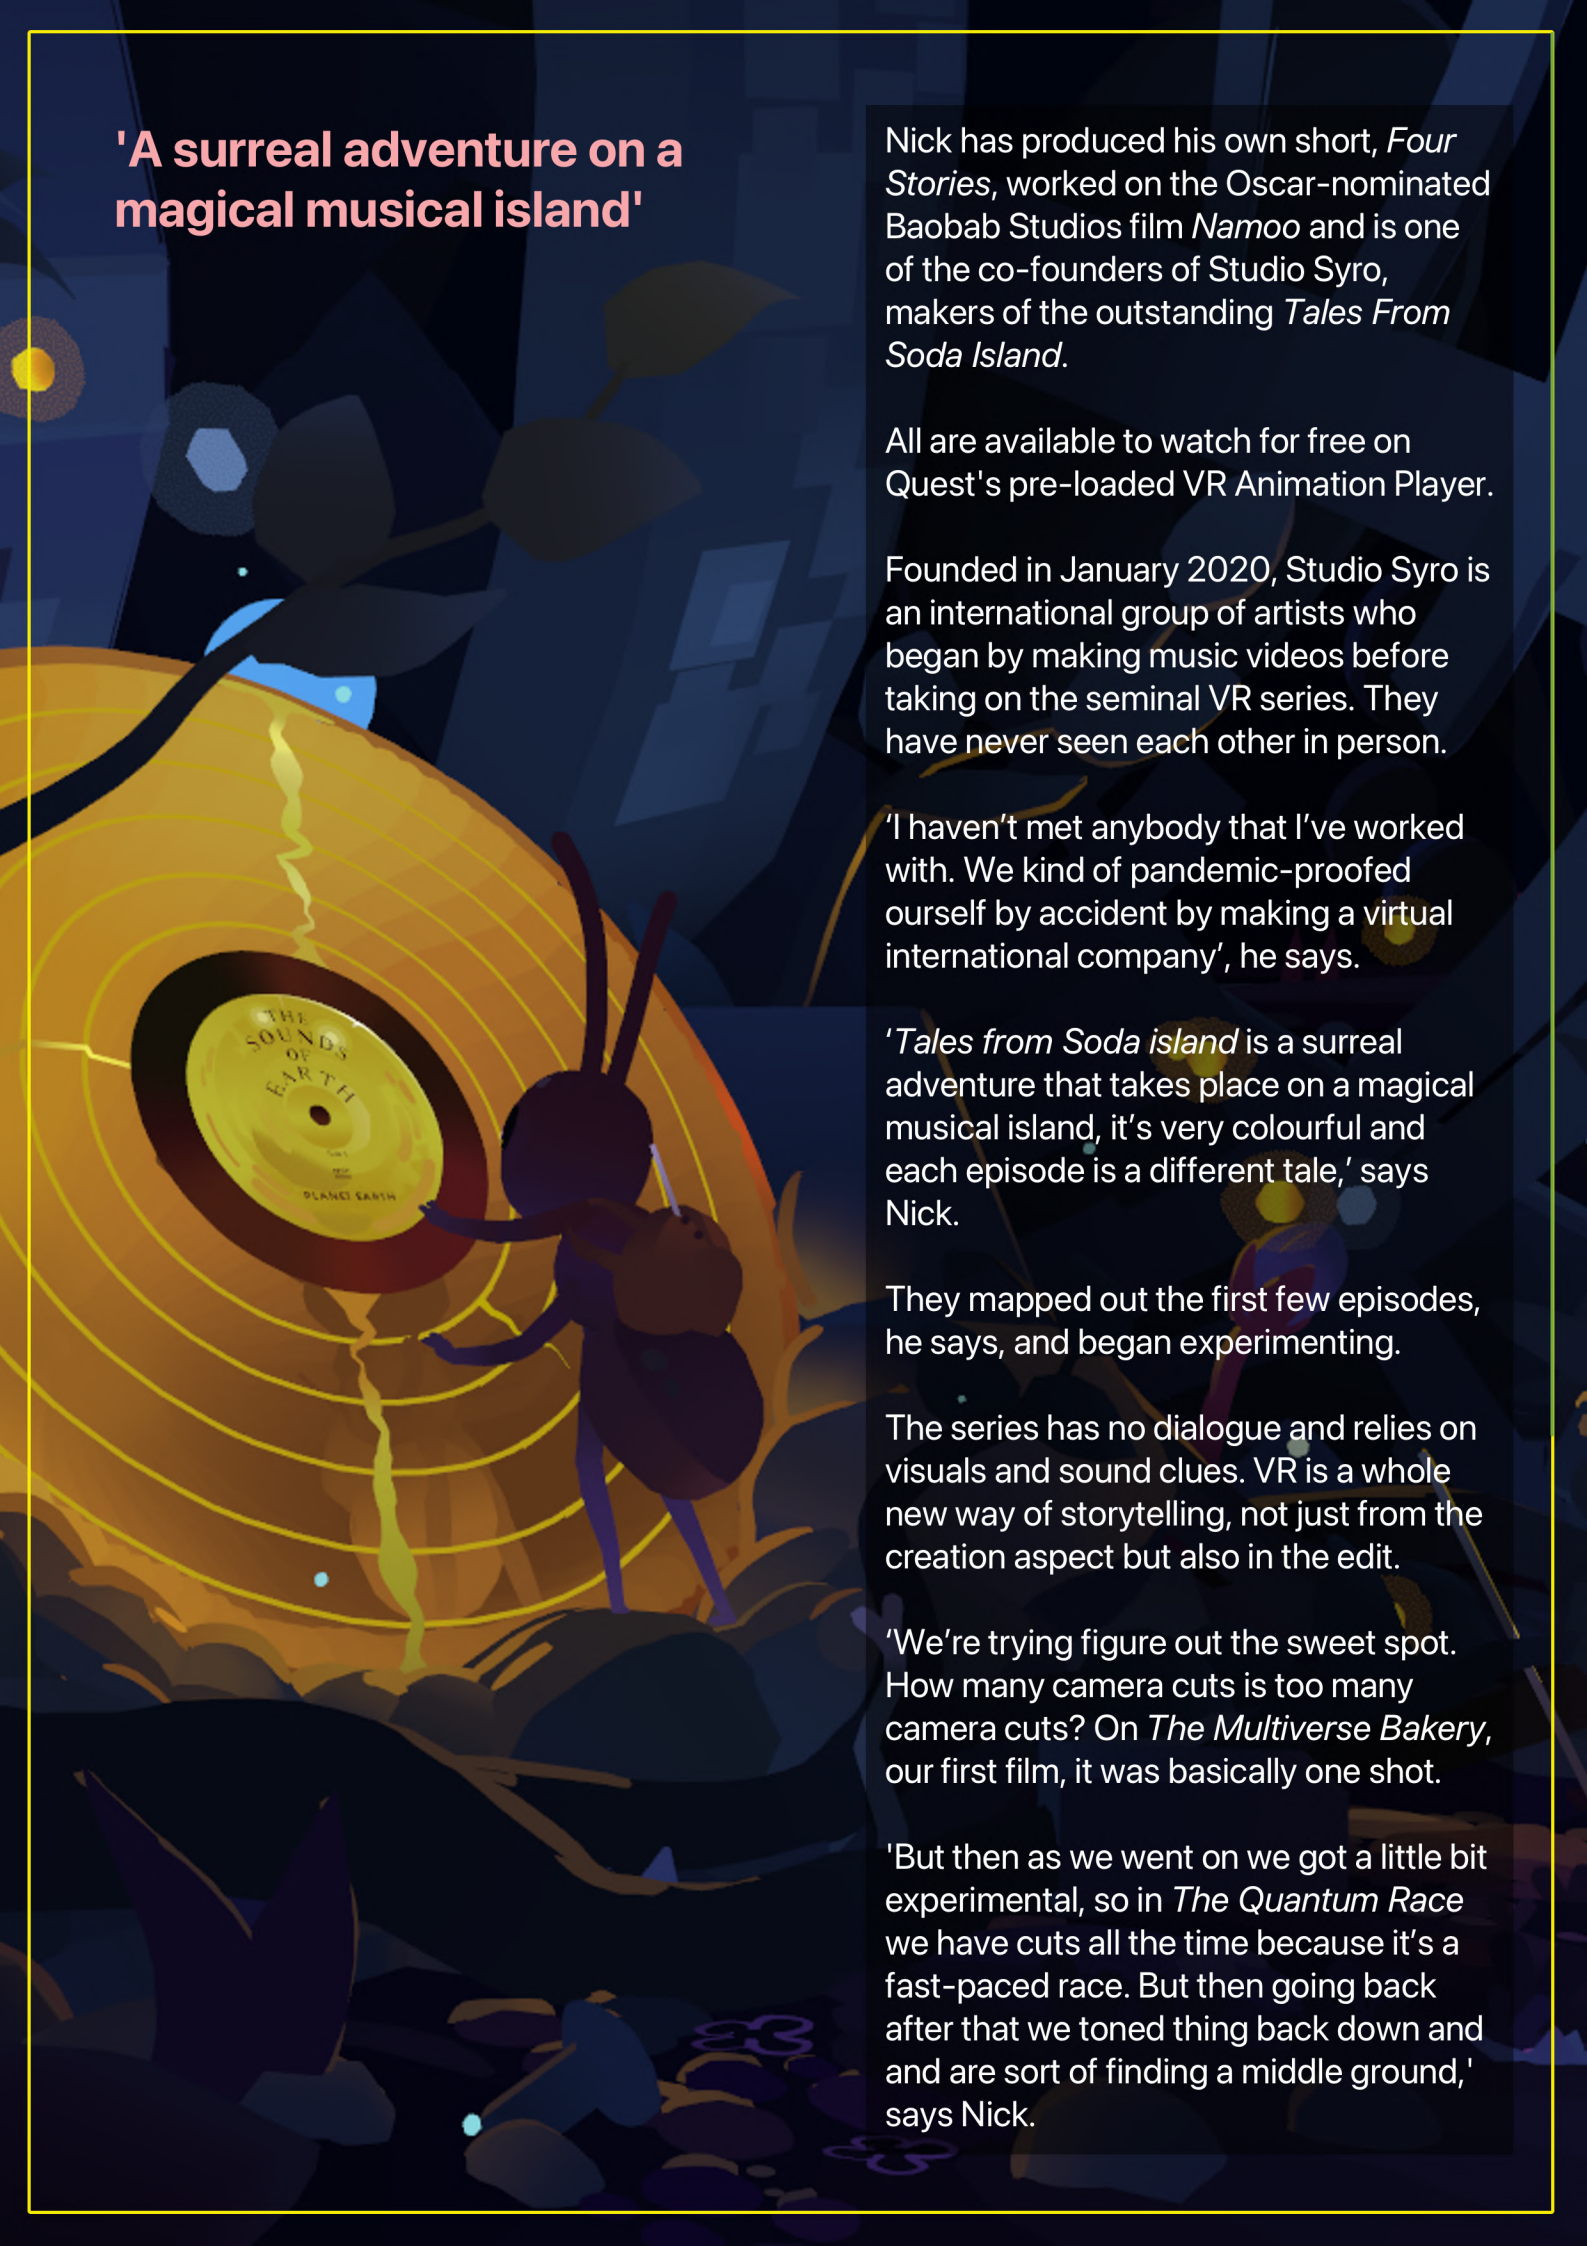 'A surreal adventure on a
magical musical island'
THE
SOUNDS
OF
EARTH
PLANET EARTH
Nick has produced his own short, Four
Stories, worked on the Oscar-nominated
Baobab Studios film Namoo and is one
of the co-founders of Studio Syro,
makers of the outstanding Tales From
Soda Island.
All are available to watch for free on
Quest's pre-loaded VR Animation Player.
Founded in January 2020, Studio Syro is
an international group of artists who
began by making music videos before
taking on the seminal VR series. They
have never seen each other in person.
‘I haven’t met anybody that I’ve worked
with. We kind of pandemic-proofed
ourself by accident by making a virtual
international company’, he says.
‘Tales from Soda island is a surreal
adventure that takes place on a magical
musical island, it’s very colourful and
each episode is a different tale,’ says
Nick.
They mapped out the first few episodes,
he says, and began experimenting.
The series has no dialogue and relies on
visuals and sound clues. VR is a whole
new way of storytelling, not just from the
creation aspect but also in the edit.
‘We’re trying figure out the sweet spot.
How many camera cuts is too many
camera cuts? On The Multiverse Bakery,
our first film, it was basically one shot.
'But then as we went on we got a little bit
experimental, so in The Quantum Race
we have cuts all the time because it’s a
fast-paced race. But then going back
after that we toned thing back down and
and are sort of finding a middle ground,'
says Nick.